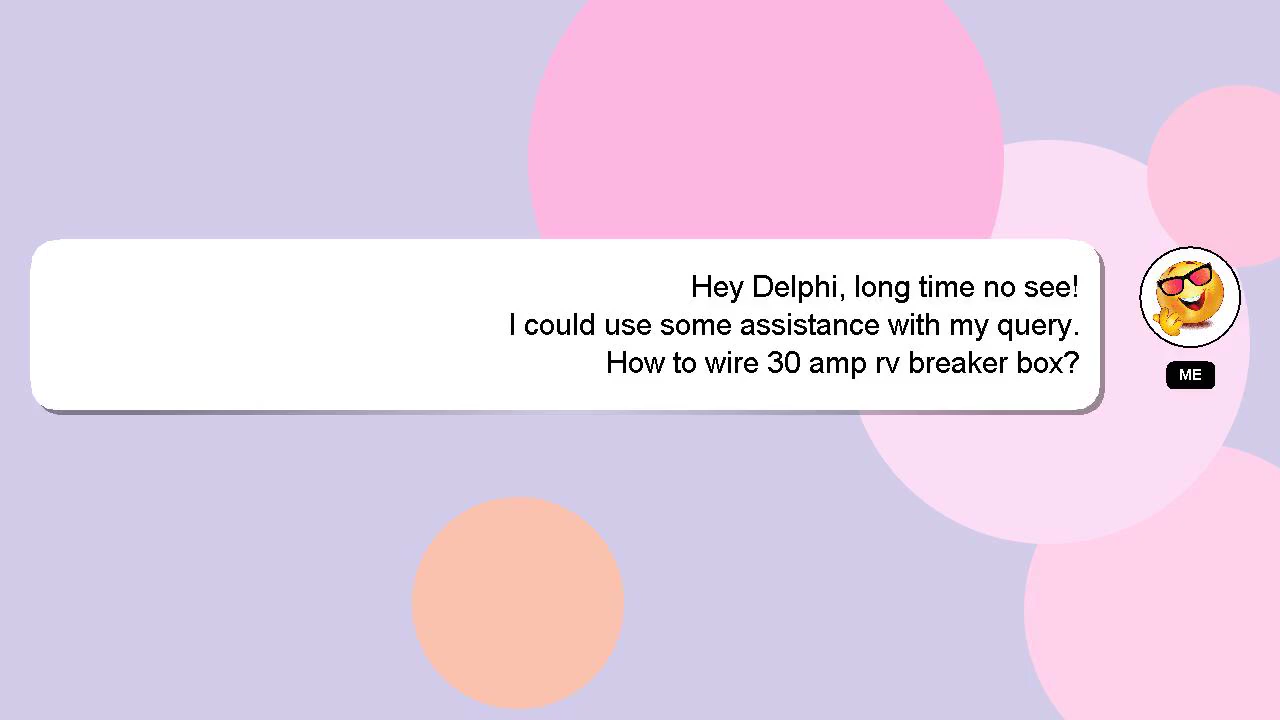 Hey Delphi, long time no see!
I could use some assistance with my query.
How to wire 30 amp rv breaker box?
ME